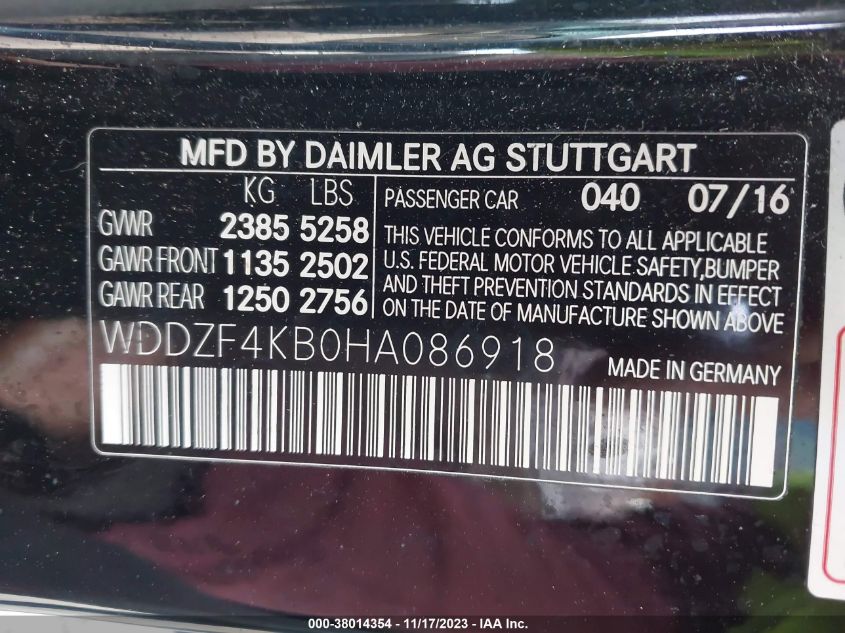 MFD BY DAIMLER AG STUTTGART
KG LBS
GVWR 2385 5258
GAWR FRONT 1135 2502
GAWR REAR 1250 2756
PASSENGER CAR 040 07/16
THIS VEHICLE CONFORMS TO ALL APPLICABLE
U.S. FEDERAL MOTOR VEHICLE SAFETY,BUMPER
AND THEFT PREVENTION STANDARDS IN EFFECT
ON THE DATE OF MANUFACTURE SHOWN ABOVE
WDDZF4KB0HA086918
MADE IN GERMANY
000-38014354 - 11/17/2023 - IAA Inc.